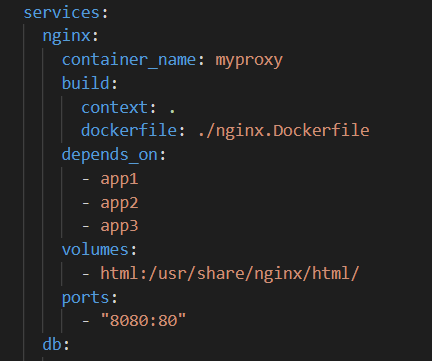 services:
  nginx:
    container_name: myproxy
    build:
      context: .
      dockerfile: ./nginx.Dockerfile
    depends_on:
      - app1
      - app2
      - app3
    volumes:
      - html:/usr/share/nginx/html/
    ports:
      - "8080:80"
  db: